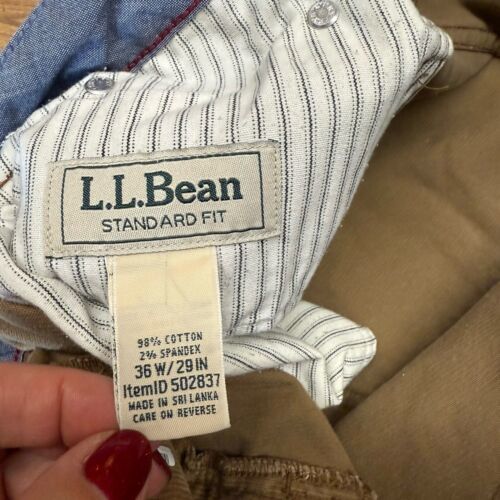 L.L.Bean
STANDARD FIT
98% COTTON
2% SPANDEX
36 W/29 IN
ItemID 502837
MADE IN SRI LANKA
CARE ON REVERSE